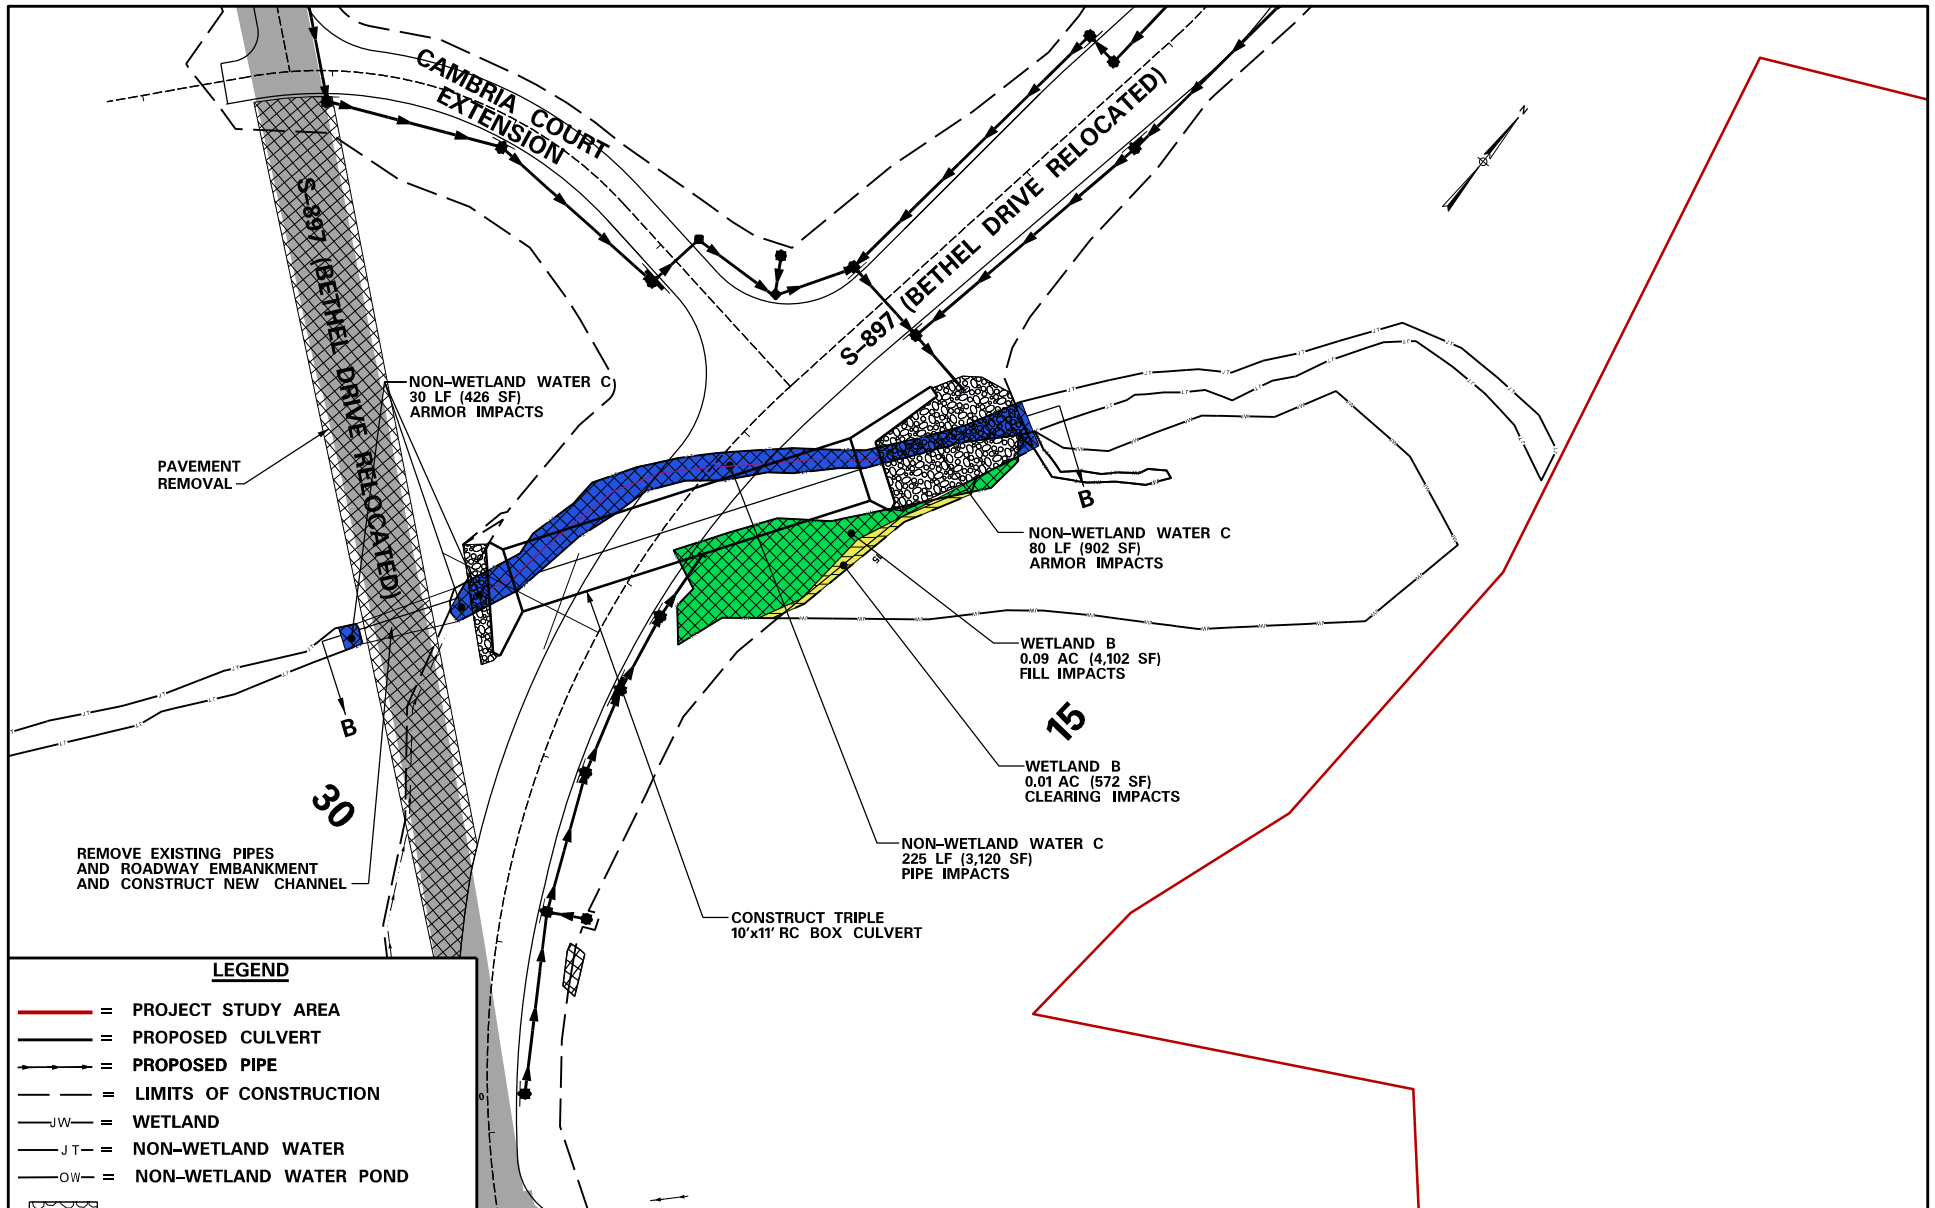 CAMBRIA COURT
EXTENSION
S-897 (BETHEL DRIVE RELOCATED)
N
S-897 (BETHEL DRIVE RELOCATED)
NON-WETLAND WATER C
30 LF (426 SF)
ARMOR IMPACTS
PAVEMENT
REMOVAL
B
NON-WETLAND WATER C
80 LF (902 SF)
ARMOR IMPACTS
WETLAND B
0.09 AC (4,102 SF)
FILL IMPACTS
B
15
WETLAND B
0.01 AC (572 SF)
CLEARING IMPACTS
30
NON-WETLAND WATER C
225 LF (3,120 SF)
PIPE IMPACTS
REMOVE EXISTING PIPES
AND ROADWAY EMBANKMENT
AND CONSTRUCT NEW CHANNEL
CONSTRUCT TRIPLE
10'x11' RC BOX CULVERT
LEGEND
= PROJECT STUDY AREA
= PROPOSED CULVERT
= PROPOSED PIPE
= LIMITS OF CONSTRUCTION
JW = WETLAND
JT = NON-WETLAND WATER
OW = NON-WETLAND WATER POND